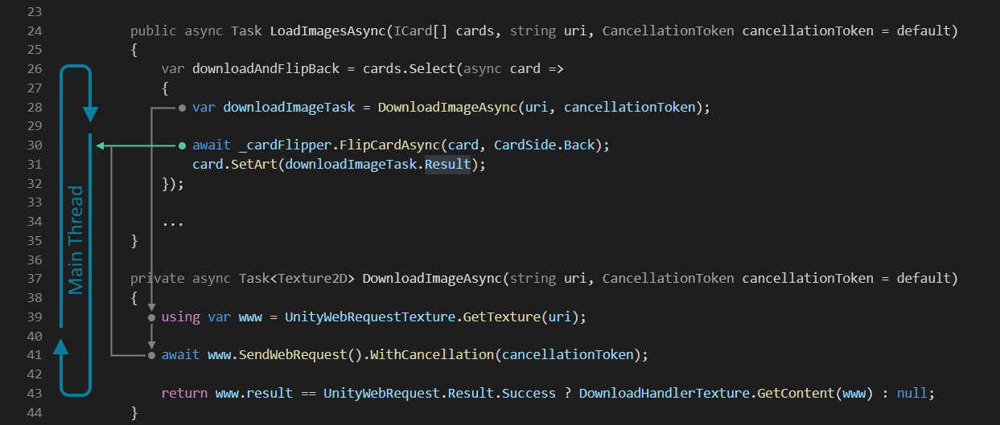 23
24 public async Task LoadImagesAsync(ICard[] cards, string uri, CancellationToken cancellationToken = default)
25 {
26 var downloadAndFlipBack = cards.Select(async card =>
27 {
28 var downloadImageTask = DownloadImageAsync(uri, cancellationToken);
29
30 await _cardFlipper.FlipCardAsync(card, CardSide.Back);
31 card.SetArt(downloadImageTask.Result);
32 });
33
34 ...
35 }
36
37 private async Task<Texture2D> DownloadImageAsync(string uri, CancellationToken cancellationToken = default)
38 {
39 using var www = UnityWebRequestTexture.GetTexture(uri);
40
41 await www.SendWebRequest().WithCancellation(cancellationToken);
42
43 return www.result == UnityWebRequest.Result.Success ? DownloadHandlerTexture.GetContent(www) : null;
44 }
Main Thread